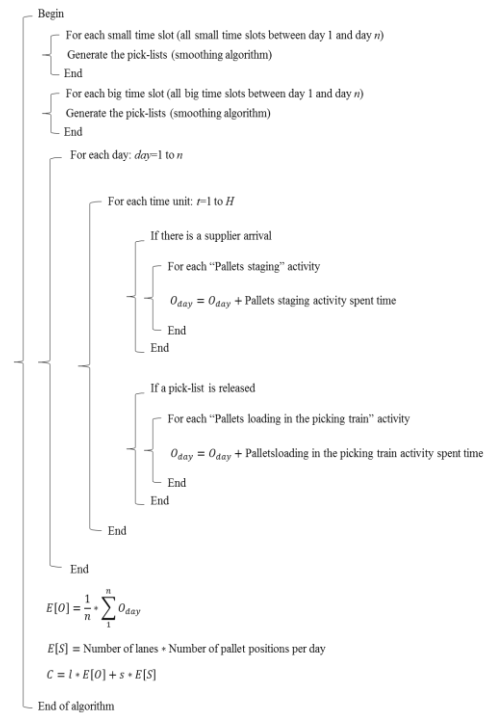 Begin
For each small time slot (all small time slots between day 1 and day n)
Generate the pick-lists (smoothing algorithm)
End
For each big time slot (all big time slots between day 1 and day n)
Generate the pick-lists (smoothing algorithm)
End
For each day: day=1 to n
For each time unit: t=1 to H
If there is a supplier arrival
For each “Pallets staging” activity
O_day = O_day + Pallets staging activity spent time
End
End
If a pick-list is released
For each “Pallets loading in the picking train” activity
O_day = O_day + Palletsloading in the picking train activity spent time
End
End
End
End
E[O] = 1/n * ∑_1^n O_day
E[S] = Number of lanes * Number of pallet positions per day
C = l * E[O] + s * E[S]
End of algorithm